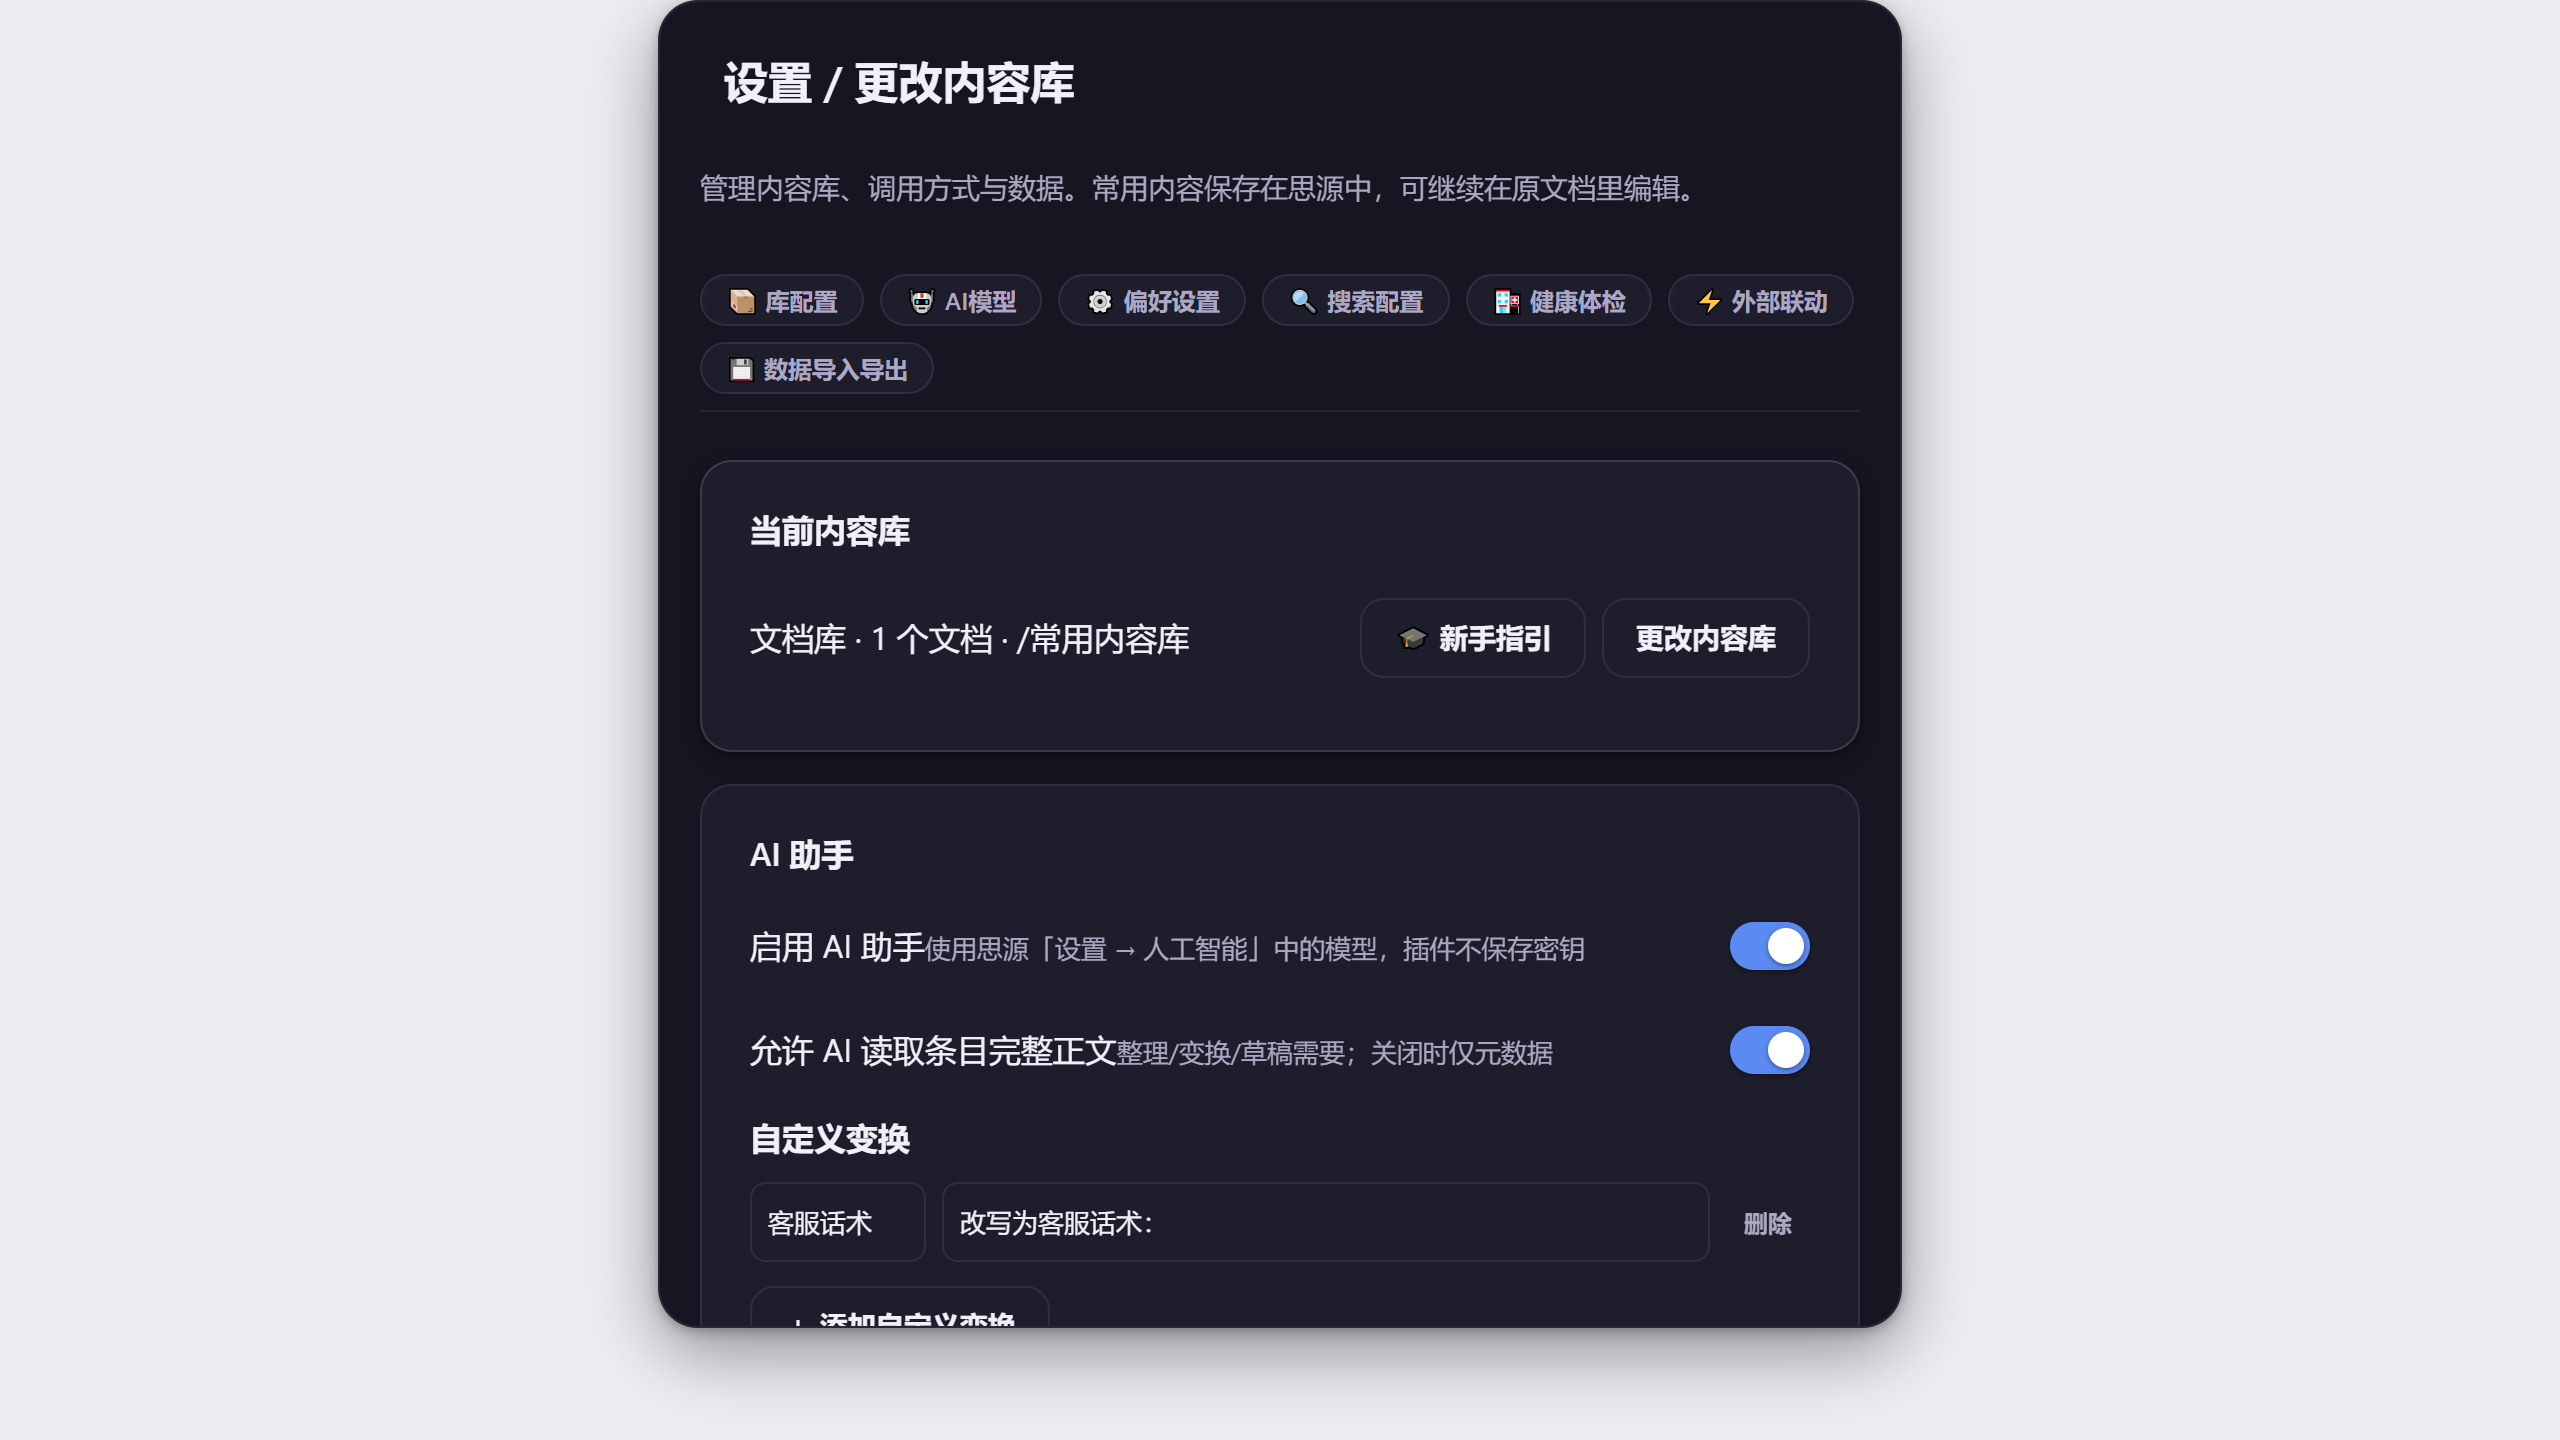 设置 / 更改内容库
管理内容库、调用方式与数据。常用内容保存在思源中，可继续在原文档里编辑。
📦 库配置 🤖 AI模型 ⚙️ 偏好设置 🔍 搜索配置 🏥 健康体检 ⚡ 外部联动
💾 数据导入导出
当前内容库
文档库 · 1 个文档 · /常用内容库 🎓 新手指引 更改内容库
AI 助手
启用 AI 助手使用思源「设置 → 人工智能」中的模型，插件不保存密钥
允许 AI 读取条目完整正文整理/变换/草稿需要；关闭时仅元数据
自定义变换
客服话术 改写为客服话术： 删除
+ 添加自定义变换